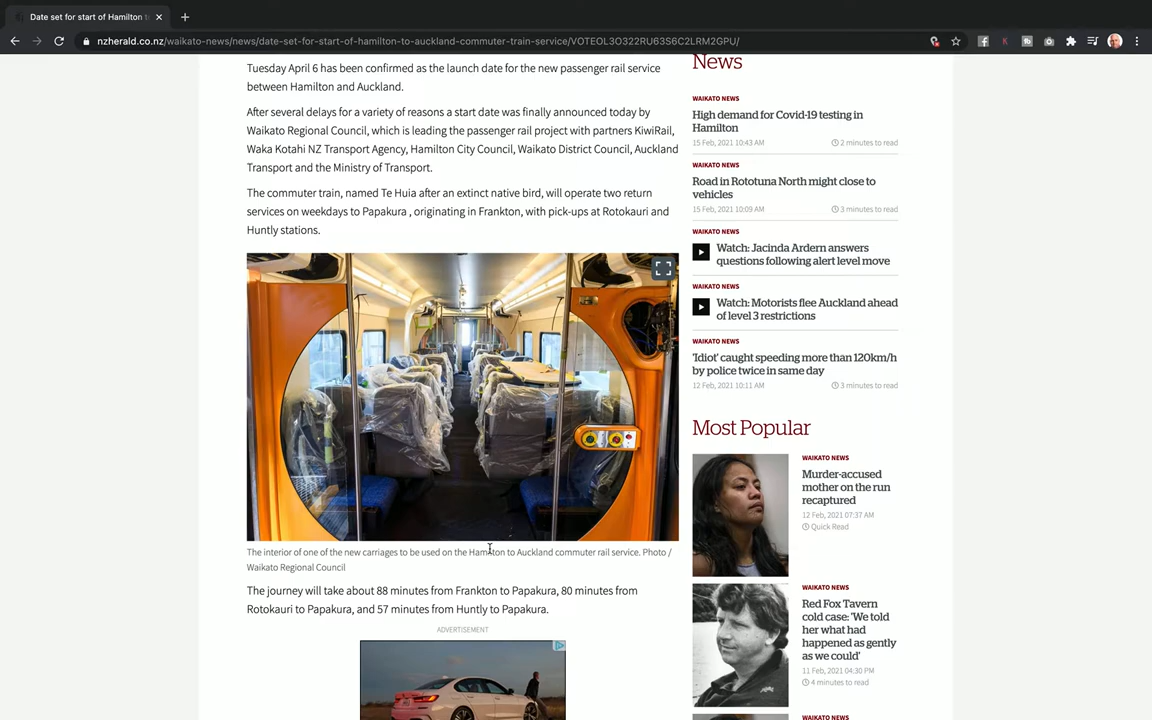 Date set for start of Hamilton t
nzherald.co.nz/waikato-news/news/date-set-for-start-of-hamilton-to-auckland-commuter-train-service/VOTEOL3O322RU63S6C2LRM2GPU/
Tuesday April 6 has been confirmed as the launch date for the new passenger rail service
between Hamilton and Auckland.
After several delays for a variety of reasons a start date was finally announced today by
Waikato Regional Council, which is leading the passenger rail project with partners KiwiRail,
Waka Kotahi NZ Transport Agency, Hamilton City Council, Waikato District Council, Auckland
Transport and the Ministry of Transport.
The commuter train, named Te Huia after an extinct native bird, will operate two return
services on weekdays to Papakura , originating in Frankton, with pick-ups at Rotokauri and
Huntly stations.
The interior of one of the new carriages to be used on the Hamilton to Auckland commuter rail service. Photo /
Waikato Regional Council
The journey will take about 88 minutes from Frankton to Papakura, 80 minutes from
Rotokauri to Papakura, and 57 minutes from Huntly to Papakura.
ADVERTISEMENT
News
WAIKATO NEWS
High demand for Covid-19 testing in
Hamilton
15 Feb, 2021 10:43 AM 2 minutes to read
WAIKATO NEWS
Road in Rototuna North might close to
vehicles
15 Feb, 2021 10:09 AM 3 minutes to read
WAIKATO NEWS
Watch: Jacinda Ardern answers
questions following alert level move
WAIKATO NEWS
Watch: Motorists flee Auckland ahead
of level 3 restrictions
WAIKATO NEWS
'Idiot' caught speeding more than 120km/h
by police twice in same day
12 Feb, 2021 10:11 AM 3 minutes to read
Most Popular
WAIKATO NEWS
Murder-accused
mother on the run
recaptured
12 Feb, 2021 07:37 AM
Quick Read
WAIKATO NEWS
Red Fox Tavern
cold case: 'We told
her what had
happened as gently
as we could'
11 Feb, 2021 04:30 PM
4 minutes to read
WAIKATO NEWS